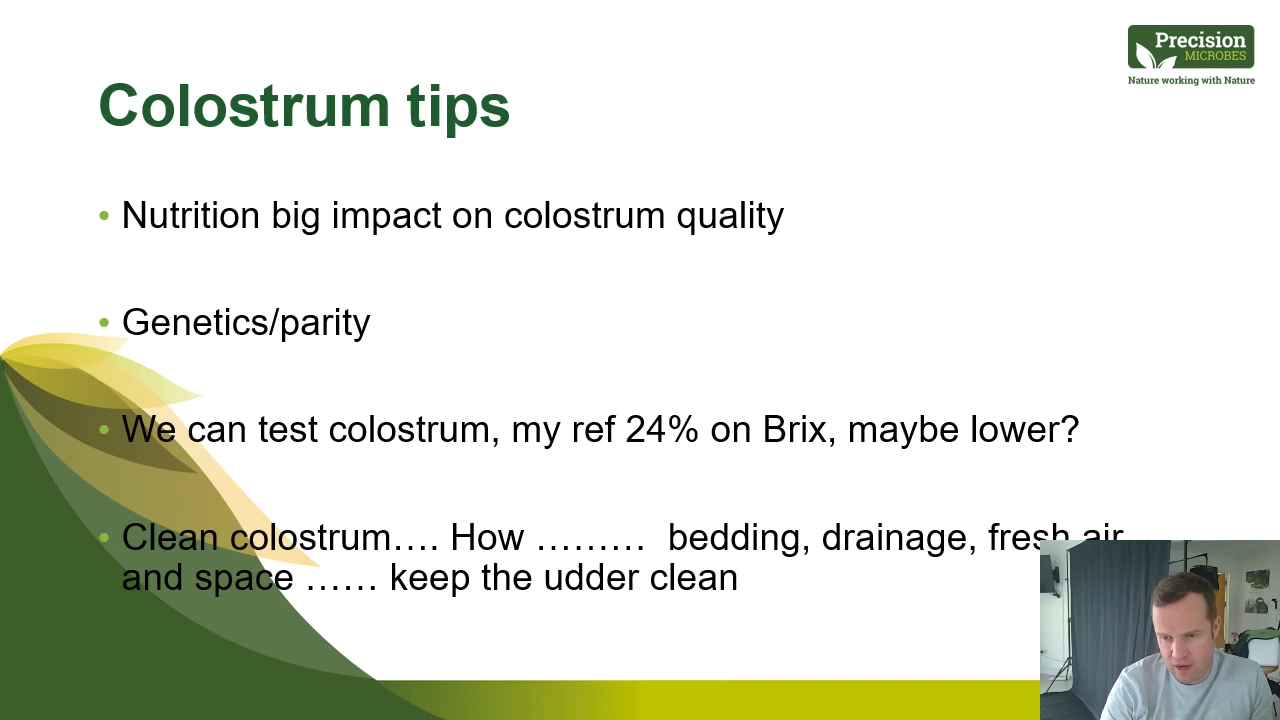 Precision
MICROBES
Nature working with Nature
Colostrum tips
• Nutrition big impact on colostrum quality
• Genetics/parity
• We can test colostrum, my ref 24% on Brix, maybe lower?
• Clean colostrum…. How ……… bedding, drainage, fresh air
and space …… keep the udder clean